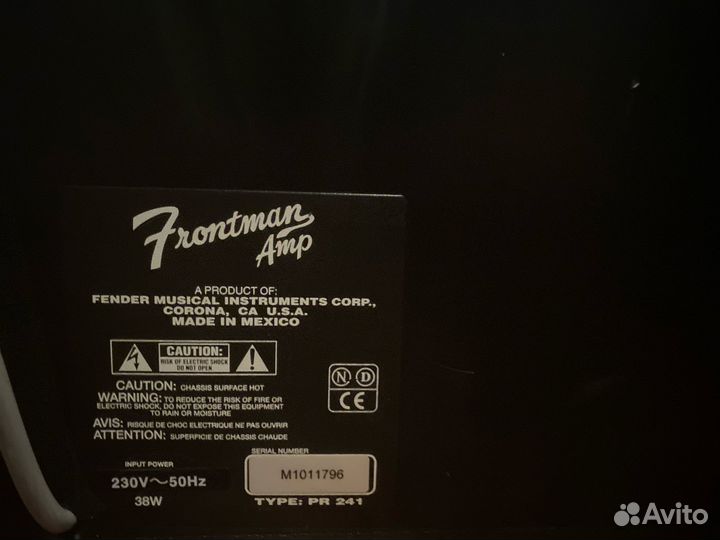 Frontman
Amp
A PRODUCT OF:
FENDER MUSICAL INSTRUMENTS CORP.,
CORONA, CA U.S.A.
MADE IN MEXICO
CAUTION:
RISK OF ELECTRIC SHOCK
DO NOT OPEN
CAUTION: CHASSIS SURFACE HOT
WARNING: TO REDUCE THE RISK OF FIRE OR
ELECTRIC SHOCK, DO NOT EXPOSE THIS EQUIPMENT
TO RAIN OR MOISTURE
AVIS: RISQUE DE CHOC ELECTRIQUE NE PAS OUVRIR
ATTENTION: SUPERFICIE DE CHASSIS CHAUDE
N D
CE
INPUT POWER
230V~50Hz
38W
SERIAL NUMBER
M1011796
TYPE: PR 241
Avito